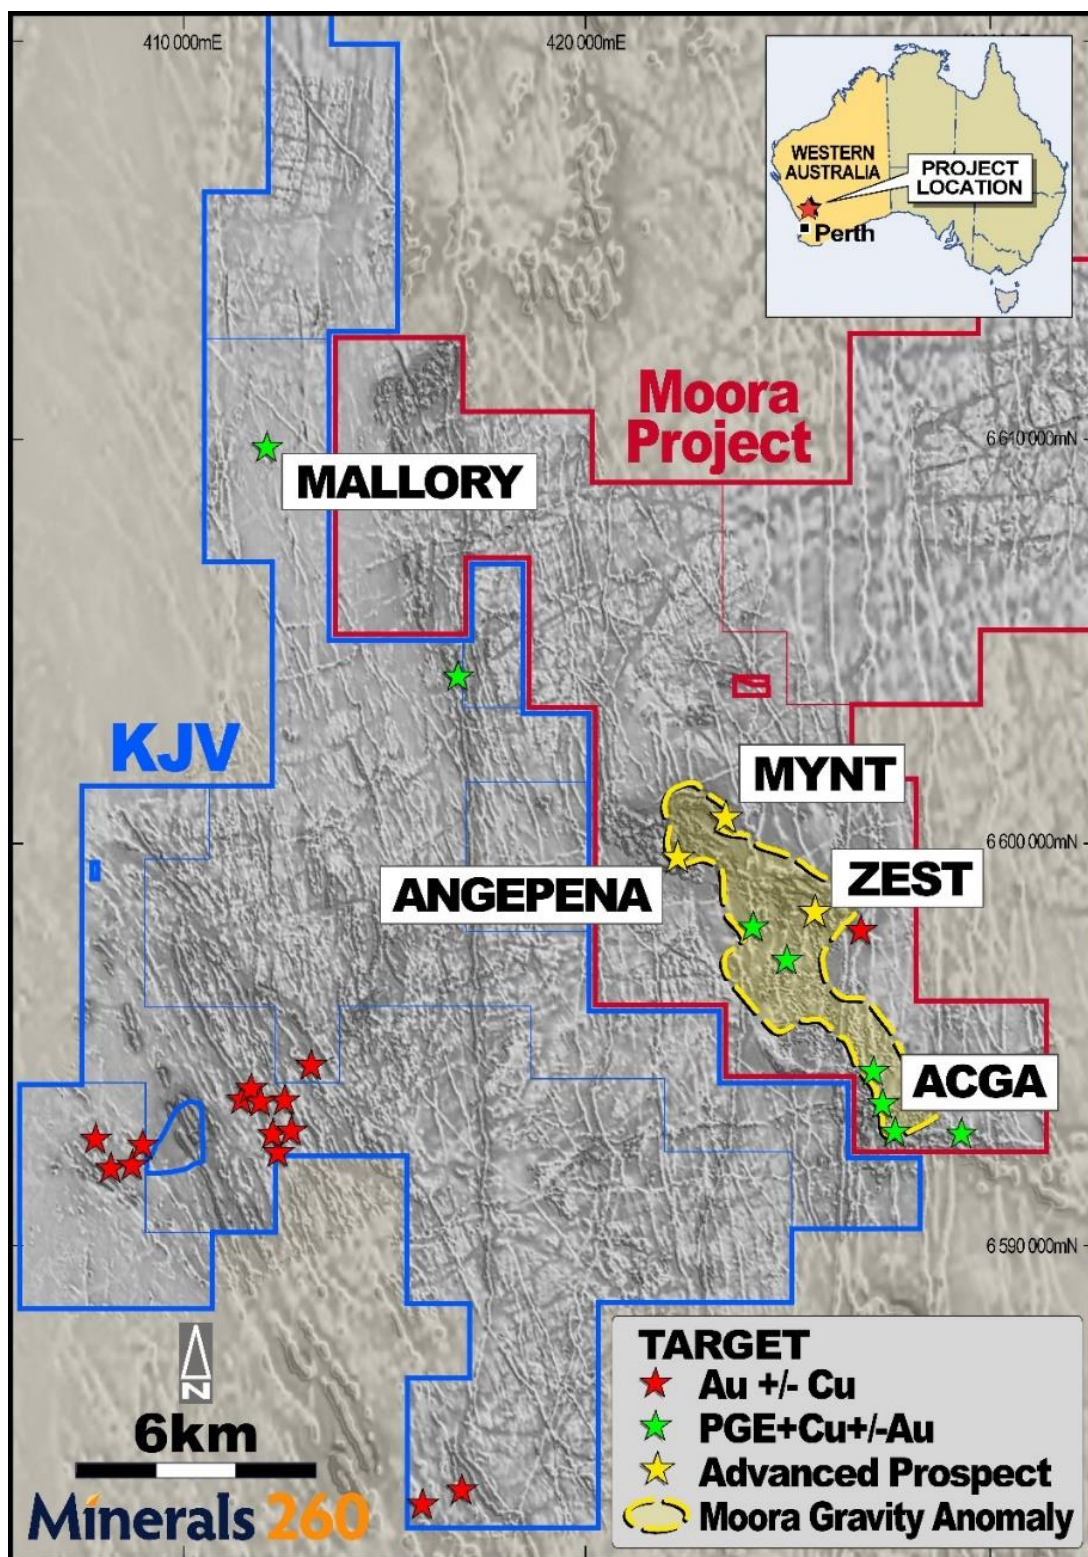 410 000mE
420 000mE
WESTERN
AUSTRALIA
PROJECT
LOCATION
Perth
Moora
Project
6 610 000mN
MALLORY
KJV
MYNT
6 600 000mN
ZEST
ANGEPENA
ACGA
6 590 000mN
TARGET
Au +/- Cu
PGE+Cu+/-Au
Advanced Prospect
Moora Gravity Anomaly
N
6km
Minerals 260